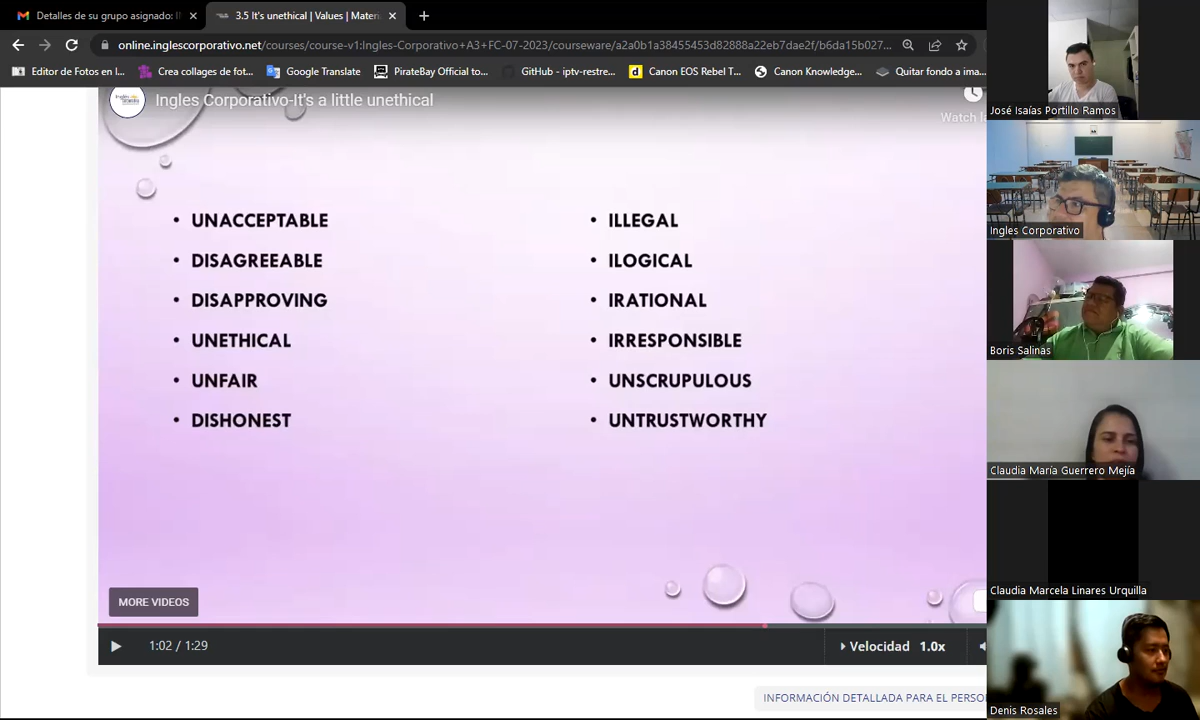 Detalles de su grupo asignado: I
3.5 It's unethical | Values | Mater
online.inglescorporativo.net/courses/course-v1:Ingles-Corporativo+A3+FC-07-2023/courseware/a2a0b1a38455453d82888a22eb7dae2f/b6da15b027...
Editor de Fotos en l...
Crea collages de fot...
Google Translate
PirateBay Official to...
GitHub - iptv-restre...
Canon EOS Rebel T...
Canon Knowledge...
Quitar fondo a ima...
Ingles Corporativo-It's a little unethical
Watch la
• UNACCEPTABLE
• DISAGREEABLE
• DISAPPROVING
• UNETHICAL
• UNFAIR
• DISHONEST
• ILLEGAL
• ILOGICAL
• IRATIONAL
• IRRESPONSIBLE
• UNSCRUPULOUS
• UNTRUSTWORTHY
MORE VIDEOS
1:02 / 1:29
Velocidad 1.0x
INFORMACIÓN DETALLADA PARA EL PERSO
José Isaías Portillo Ramos
Ingles Corporativo
Boris Salinas
Claudia María Guerrero Mejía
Claudia Marcela Linares Urquilla
Denis Rosales